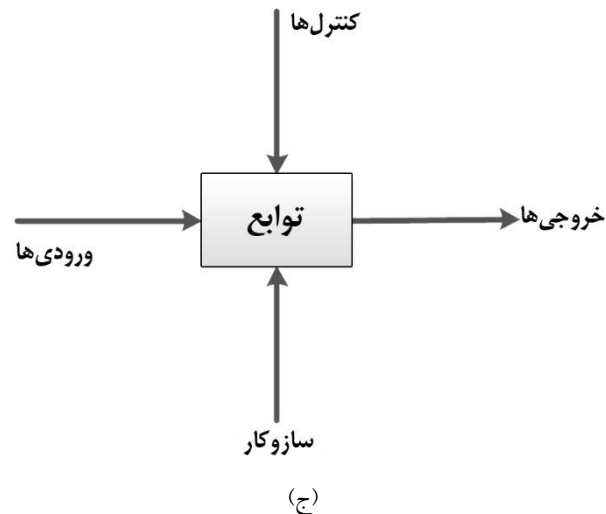 کنترل‌ها
توابع
خروجی‌ها
ورودی‌ها
سازوکار
(ج)